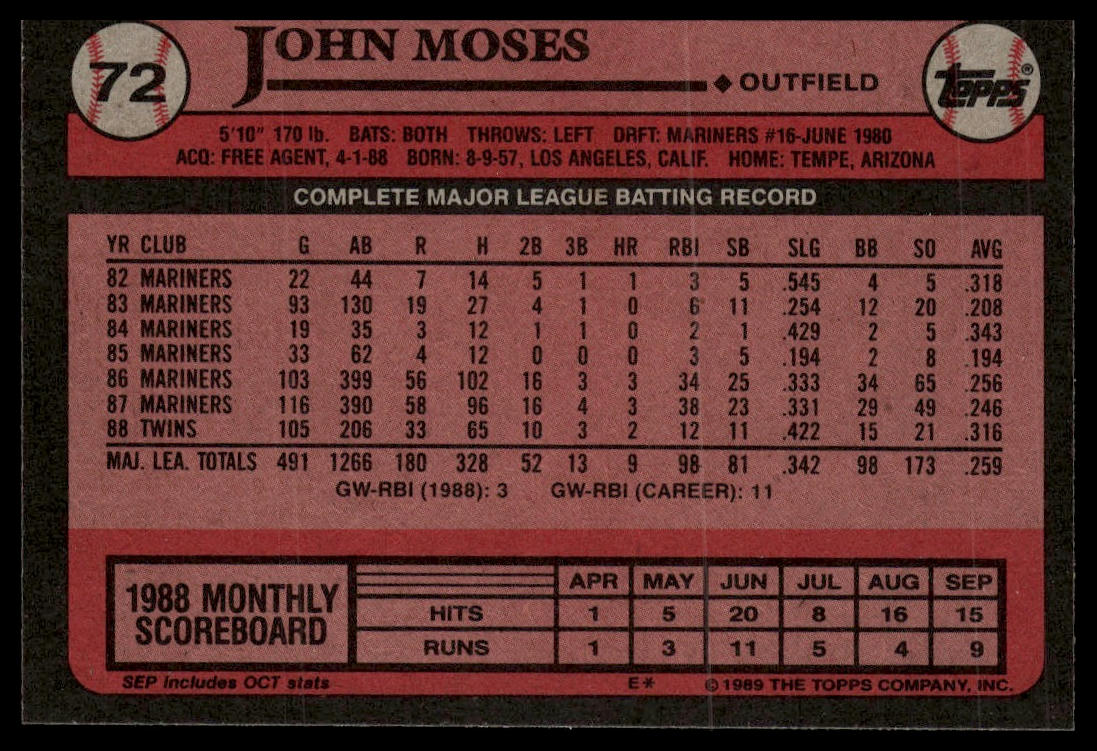 72
JOHN MOSES
◆ OUTFIELD
Topps®
5'10" 170 lb. BATS: BOTH THROWS: LEFT DRFT: MARINERS #16-JUNE 1980
ACQ: FREE AGENT, 4-1-88 BORN: 8-9-57, LOS ANGELES, CALIF. HOME: TEMPE, ARIZONA
COMPLETE MAJOR LEAGUE BATTING RECORD
YR CLUB G AB R H 2B 3B HR RBI SB SLG BB SO AVG
82 MARINERS 22 44 7 14 5 1 1 3 5 .545 4 5 .318
83 MARINERS 93 130 19 27 4 1 0 6 11 .254 12 20 .208
84 MARINERS 19 35 3 12 1 1 0 2 1 .429 2 5 .343
85 MARINERS 33 62 4 12 0 0 0 3 5 .194 2 8 .194
86 MARINERS 103 399 56 102 16 3 3 34 25 .333 34 65 .256
87 MARINERS 116 390 58 96 16 4 3 38 23 .331 29 49 .246
88 TWINS 105 206 33 65 10 3 2 12 11 .422 15 21 .316
MAJ. LEA. TOTALS 491 1266 180 328 52 13 9 98 81 .342 98 173 .259
GW-RBI (1988): 3 GW-RBI (CAREER): 11
1988 MONTHLY
SCOREBOARD
APR MAY JUN JUL AUG SEP
HITS 1 5 20 8 16 15
RUNS 1 3 11 5 4 9
SEP includes OCT stats E* © 1989 THE TOPPS COMPANY, INC.